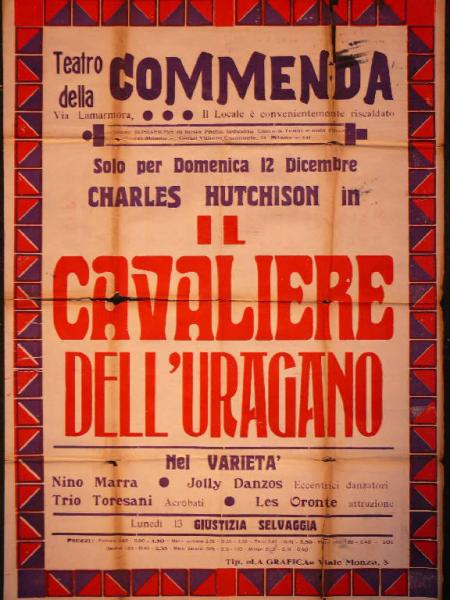 Teatro della COMMENDA
Via Lamarmora, Il Locale è convenientemente riscaldato
Solo per Domenica 12 Dicembre
CHARLES HUTCHISON in
IL
CAVALIERE
DELL'URAGANO
Nel VARIETA'
Nino Marra Jolly Danzos Eccentrici danzatori
Trio Toresani Acrobati Les Oronte attrazione
Lunedì 13 GIUSTIZIA SELVAGGIA
PREZZI:
Tip. «LA GRAFICA» Viale Monza, 3